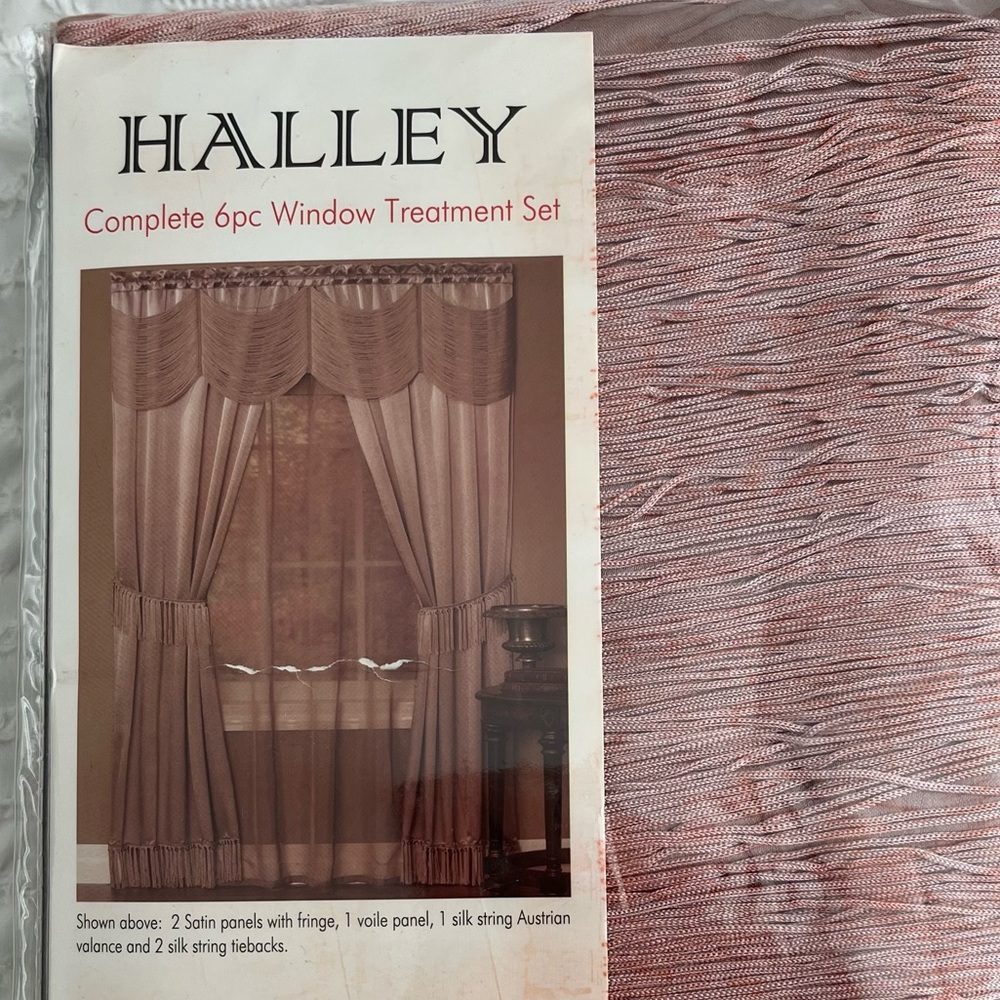 HALLEY
Complete 6pc Window Treatment Set
Shown above: 2 Satin panels with fringe, 1 voile panel, 1 silk string Austrian
valance and 2 silk string tiebacks.